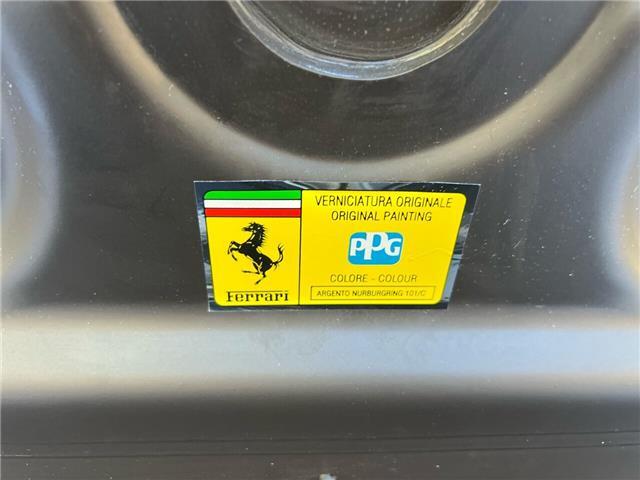 VERNICIATURA ORIGINALE
ORIGINAL PAINTING
PPG
COLORE - COLOUR
ARGENTO NURBURGRING 101/C
Ferrari